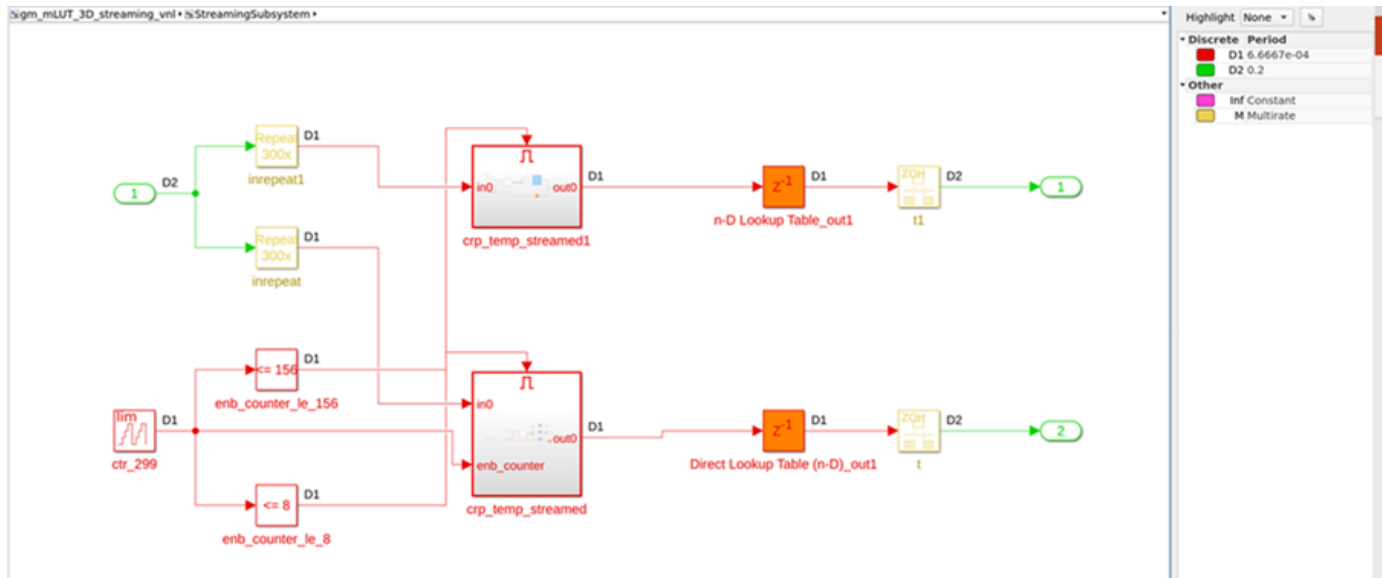 gm_mLUT_3D_streaming_vnl StreamingSubsystem
Highlight None
Discrete Period
D1 6.6667e-04
D2 0.2
Other
Inf Constant
M Multirate
Repeat
300x
D1
inrepeat1
1
D2
Repeat
300x
D1
inrepeat
in0
out0
D1
crp_temp_streamed1
z-1
D1
n-D Lookup Table_out1
ZOH
D2
t1
1
<= 156
D1
enb_counter_le_156
lim
D1
ctr_299
<= 8
D1
enb_counter_le_8
in0
out0
enb_counter
D1
crp_temp_streamed
z-1
D1
Direct Lookup Table (n-D)_out1
ZOH
D2
t
2